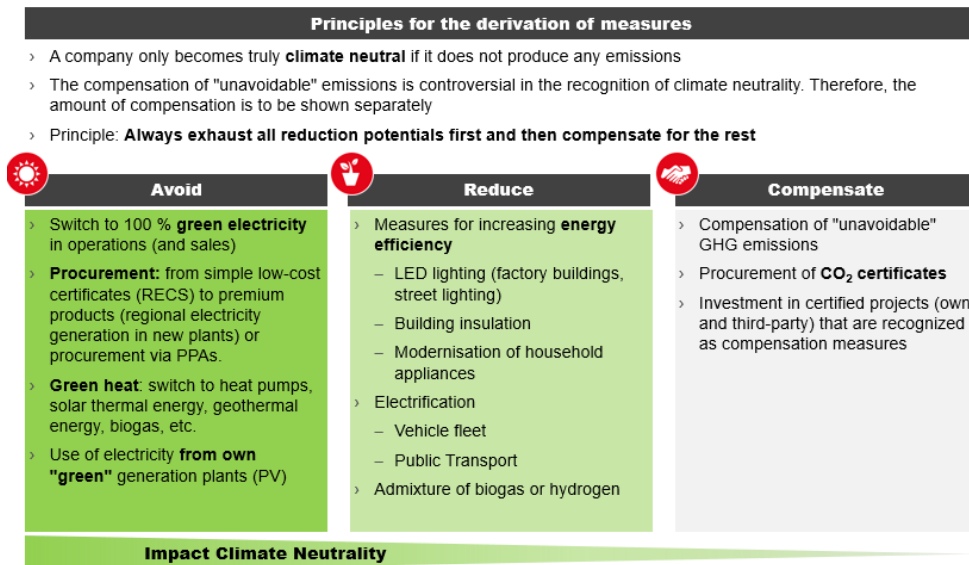 Principles for the derivation of measures
› A company only becomes truly climate neutral if it does not produce any emissions
› The compensation of "unavoidable" emissions is controversial in the recognition of climate neutrality. Therefore, the
amount of compensation is to be shown separately
› Principle: Always exhaust all reduction potentials first and then compensate for the rest
Avoid
› Switch to 100 % green electricity
in operations (and sales)
› Procurement: from simple low-cost
certificates (RECS) to premium
products (regional electricity
generation in new plants) or
procurement via PPAs.
› Green heat: switch to heat pumps,
solar thermal energy, geothermal
energy, biogas, etc.
› Use of electricity from own
"green" generation plants (PV)
Reduce
› Measures for increasing energy
efficiency
– LED lighting (factory buildings,
street lighting)
– Building insulation
– Modernisation of household
appliances
› Electrification
– Vehicle fleet
– Public Transport
› Admixture of biogas or hydrogen
Compensate
› Compensation of "unavoidable"
GHG emissions
› Procurement of CO₂ certificates
› Investment in certified projects (own
and third-party) that are recognized
as compensation measures
Impact Climate Neutrality